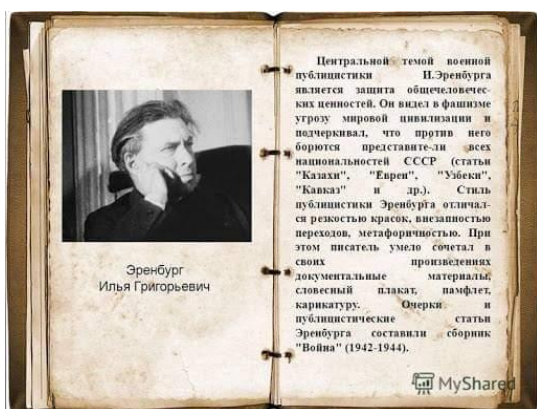 Эренбург
Илья Григорьевич
Центральной темой военной
публицистики И.Эренбурга
является защита общечеловечес-
ких ценностей. Он видел в фашизме
угрозу мировой цивилизации и
подчеркивал, что против него
борются представите-ли всех
национальностей СССР (статьи
"Казахи", "Евреи", "Узбеки",
"Кавказ" и др.). Стиль
публицистики Эренбурга отличал-
ся резкостью красок, внезапностью
переходов, метафоричностью. При
этом писатель умело сочетал в
своих произведениях
документальные материалы,
словесный плакат, памфлет,
карикатуру. Очерки и
публицистические статьи
Эренбурга составили сборник
"Война" (1942-1944).
MyShared